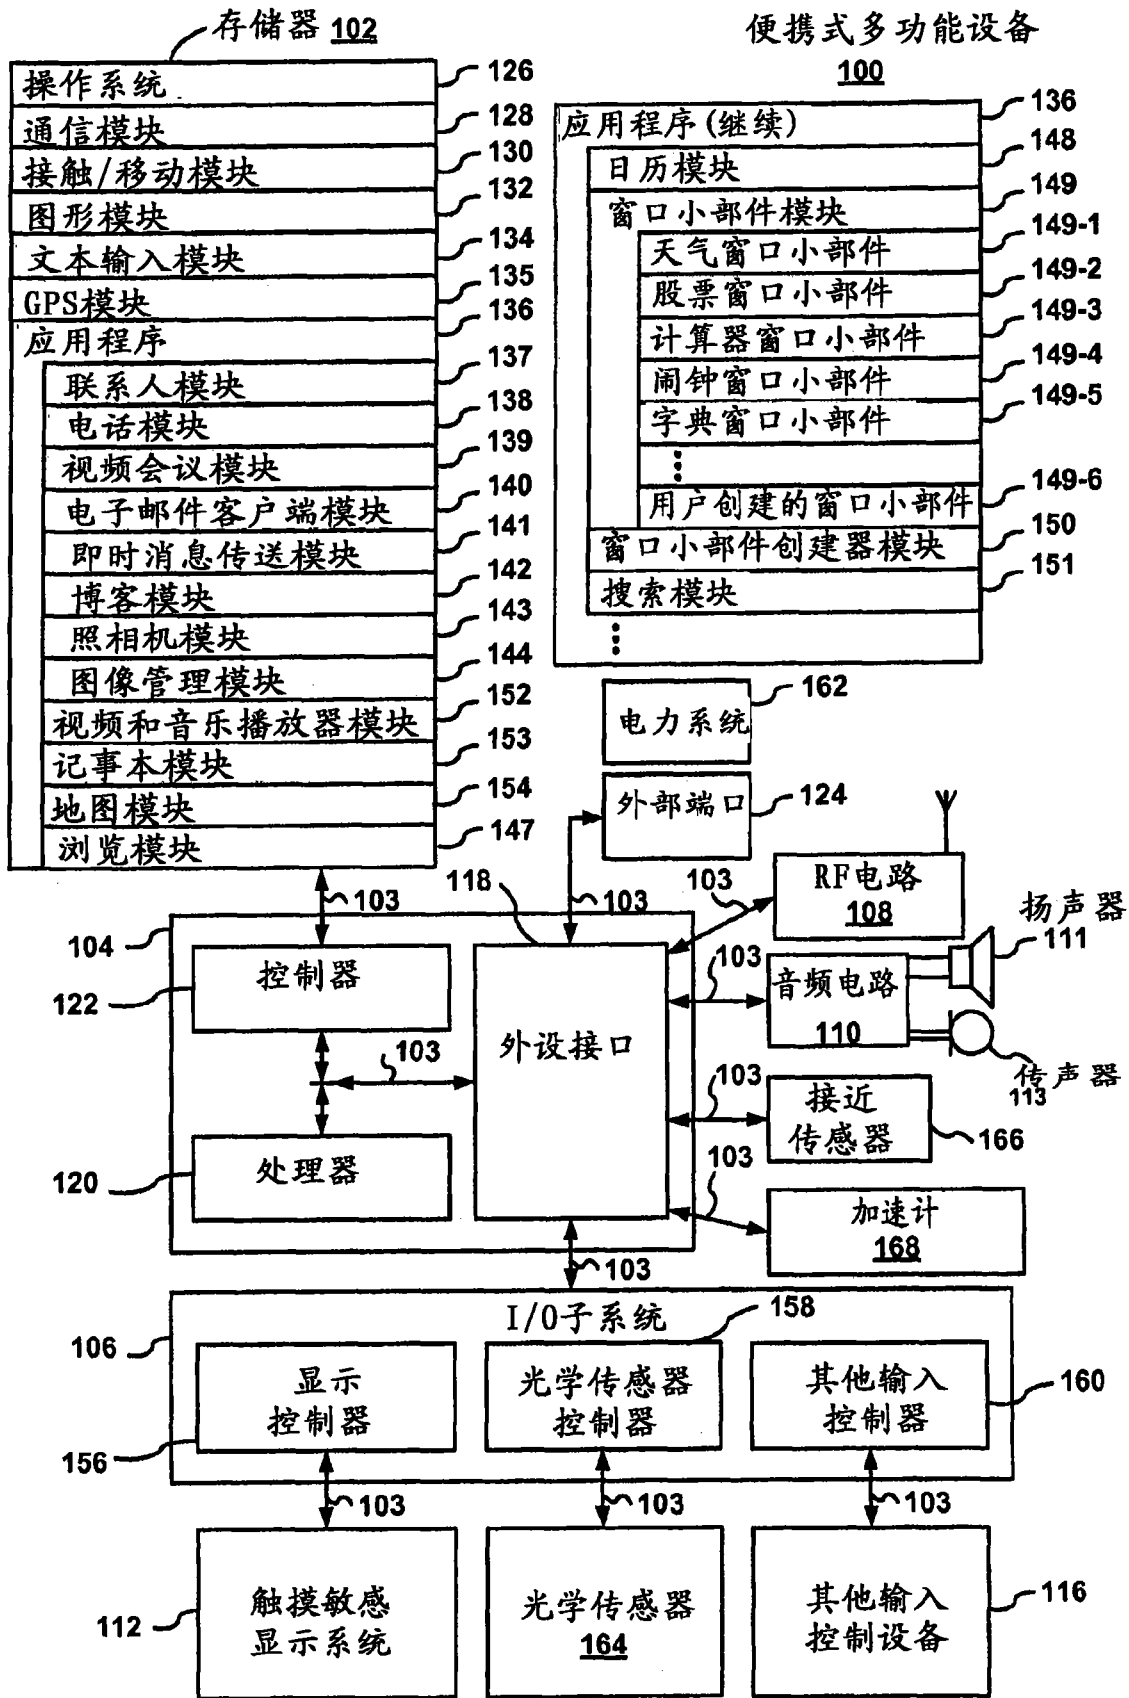 存储器 102
便携式多功能设备
100
操作系统 126
通信模块 128
接触/移动模块 130
图形模块 132
文本输入模块 134
GPS模块 135
应用程序 136
联系人模块 137
电话模块 138
视频会议模块 139
电子邮件客户端模块 140
即时消息传送模块 141
博客模块 142
照相机模块 143
图像管理模块 144
视频和音乐播放器模块 152
记事本模块 153
地图模块 154
浏览模块 147
应用程序(继续) 136
日历模块 148
窗口小部件模块 149
天气窗口小部件 149-1
股票窗口小部件 149-2
计算器窗口小部件 149-3
闹钟窗口小部件 149-4
字典窗口小部件 149-5
用户创建的窗口小部件 149-6
窗口小部件创建器模块 150
搜索模块 151
电力系统 162
外部端口 124
103
118
103
103
RF电路
108
扬声器
111
104
控制器
122
103
音频电路
110
外设接口
103
传声器
113
103
接近
传感器
166
处理器
120
103
加速计
168
103
I/O子系统
158
106
显示
控制器
156
光学传感器
控制器
其他输入
控制器
160
103
103
103
触摸敏感
显示系统
112
光学传感器
164
其他输入
控制设备
116